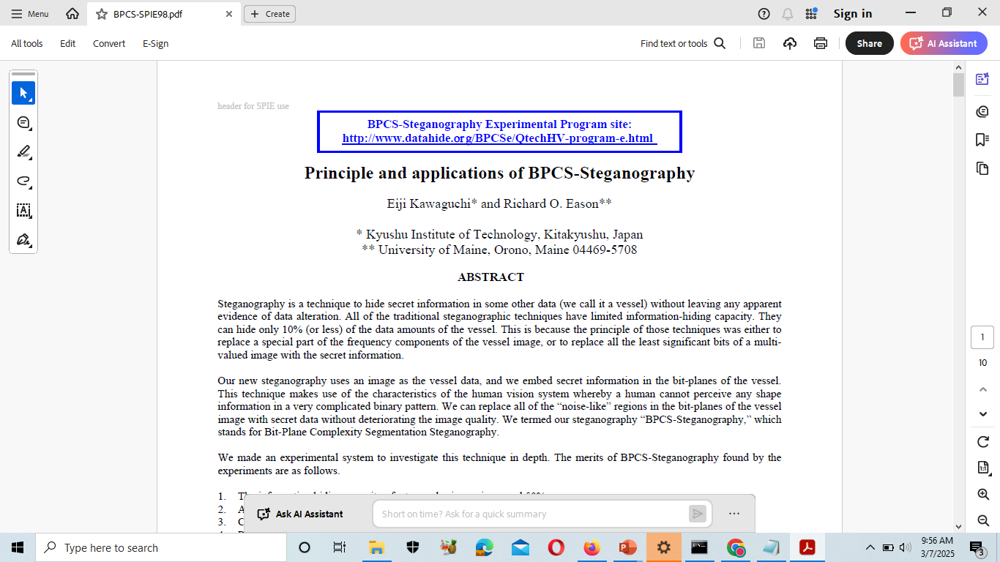 Menu
BPCS-SPIE98.pdf
Create
Sign in
All tools
Edit
Convert
E-Sign
Find text or tools
Share
AI Assistant
header for SPIE use
BPCS-Steganography Experimental Program site:
http://www.datahide.org/BPCSe/QtechHV-program-e.html
Principle and applications of BPCS-Steganography
Eiji Kawaguchi* and Richard O. Eason**
* Kyushu Institute of Technology, Kitakyushu, Japan
** University of Maine, Orono, Maine 04469-5708
ABSTRACT
Steganography is a technique to hide secret information in some other data (we call it a vessel) without leaving any apparent
evidence of data alteration. All of the traditional steganographic techniques have limited information-hiding capacity. They
can hide only 10% (or less) of the data amounts of the vessel. This is because the principle of those techniques was either to
replace a special part of the frequency components of the vessel image, or to replace all the least significant bits of a multi-
valued image with the secret information.
Our new steganography uses an image as the vessel data, and we embed secret information in the bit-planes of the vessel.
This technique makes use of the characteristics of the human vision system whereby a human cannot perceive any shape
information in a very complicated binary pattern. We can replace all of the “noise-like” regions in the bit-planes of the vessel
image with secret data without deteriorating the image quality. We termed our steganography “BPCS-Steganography,” which
stands for Bit-Plane Complexity Segmentation Steganography.
We made an experimental system to investigate this technique in depth. The merits of BPCS-Steganography found by the
experiments are as follows.
1.
2. A
3. C
1
10
1:1
Ask AI Assistant
Short on time? Ask for a quick summary
Type here to search
9:56 AM
3/7/2025
3